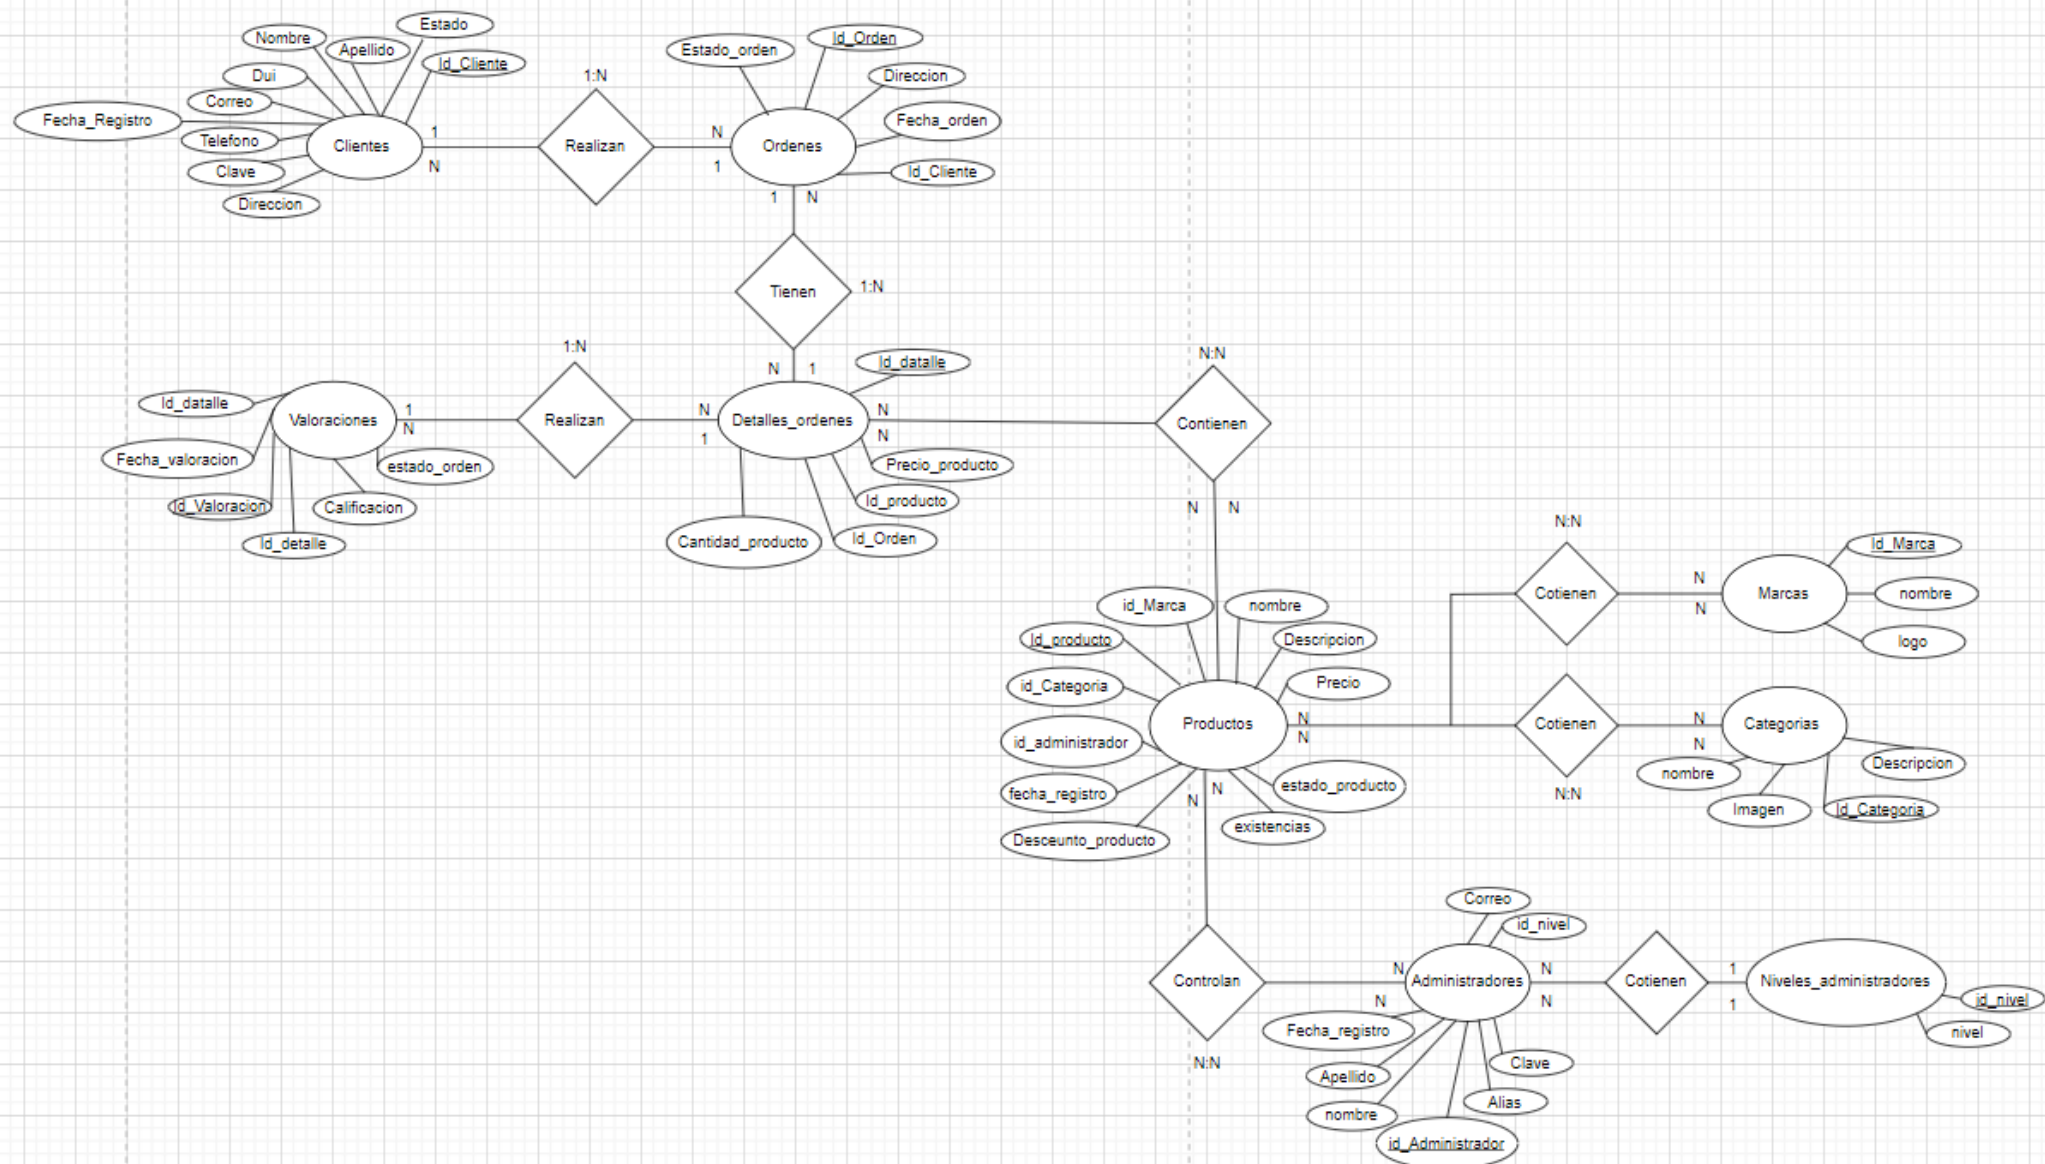 Estado
Nombre
Apellido
Id_Cliente
Dui
Correo
Fecha_Registro
Telefono
Clave
Direccion
Clientes
1
N
1:N
Realizan
N
1
Estado_orden
Id_Orden
Direccion
Fecha_orden
Id_Cliente
Ordenes
1
N
Tienen
1:N
N
1
Id_datalle
Detalles_ordenes
N
N
Precio_producto
Id_producto
Id_Orden
Cantidad_producto
N
1
1:N
Realizan
1
N
Valoraciones
Id_datalle
Fecha_valoracion
Id_Valoracion
Id_detalle
Calificacion
estado_orden
N:N
Contienen
N
N
id_Marca
nombre
Id_producto
Descripcion
id_Categoria
Precio
Productos
id_administrador
fecha_registro
Desceunto_producto
estado_producto
existencias
N
N
N:N
Cotienen
N
N
Marcas
Id_Marca
nombre
logo
Cotienen
N:N
N
N
Categorias
nombre
Imagen
Id_Categoria
Descripcion
N
N
Controlan
N:N
N
N
Administradores
Correo
id_nivel
Fecha_registro
Apellido
nombre
id_Administrador
Alias
Clave
N
N
Cotienen
1
1
Niveles_administradores
id_nivel
nivel